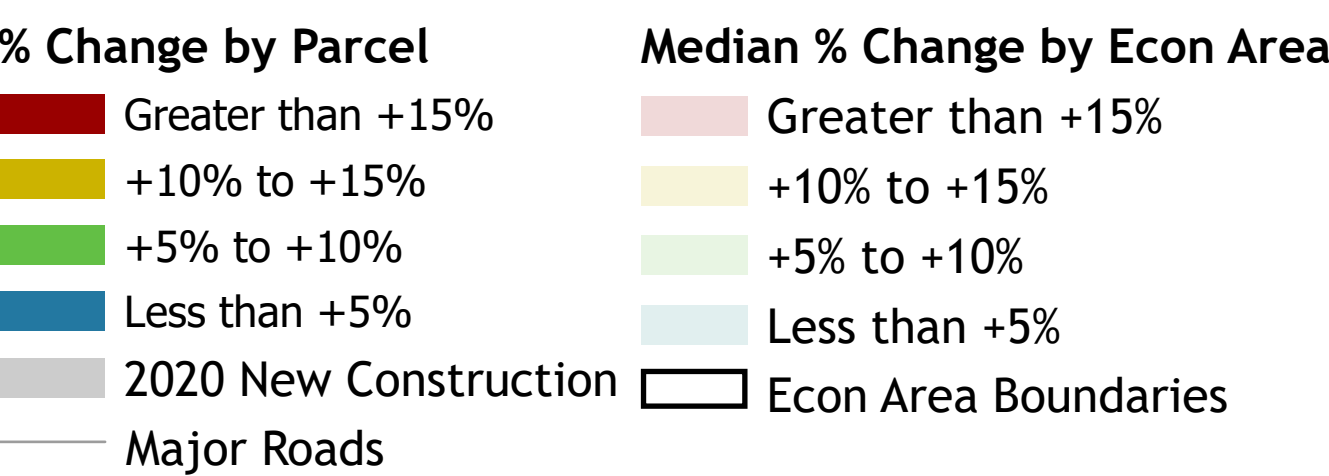 % Change by Parcel
Greater than +15%
+10% to +15%
+5% to +10%
Less than +5%
2020 New Construction
Major Roads
Median % Change by Econ Area
Greater than +15%
+10% to +15%
+5% to +10%
Less than +5%
Econ Area Boundaries